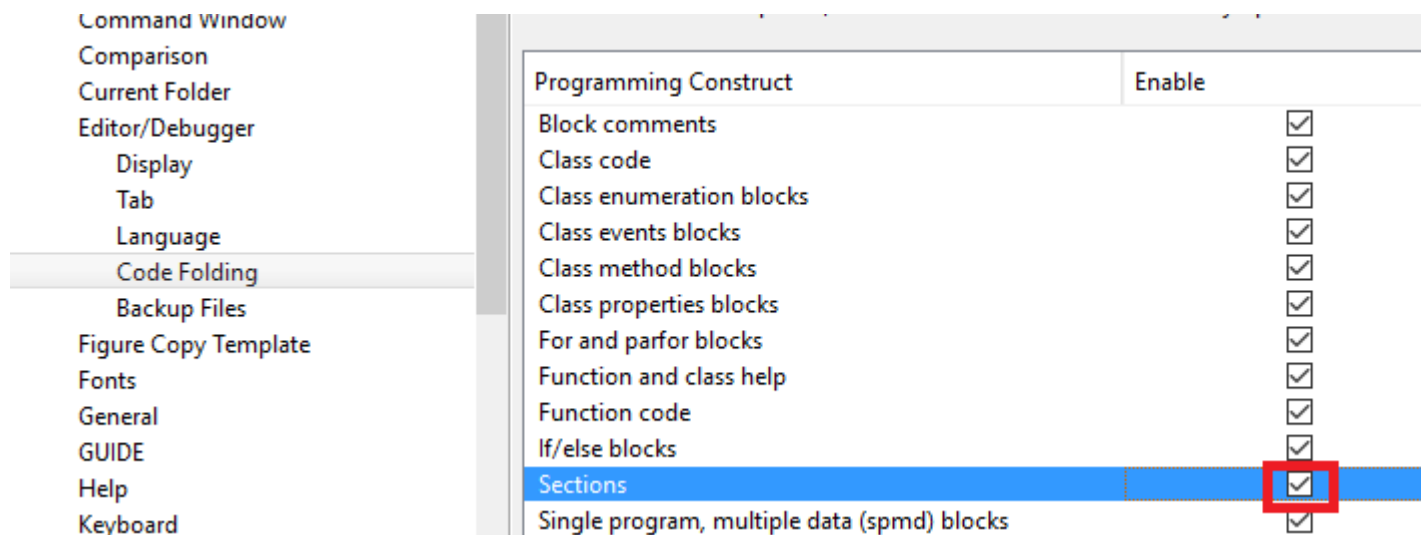 Command Window
Comparison
Current Folder
Editor/Debugger
Display
Tab
Language
Code Folding
Backup Files
Figure Copy Template
Fonts
General
GUIDE
Help
Keyboard
Programming Construct Enable
Block comments
Class code
Class enumeration blocks
Class events blocks
Class method blocks
Class properties blocks
For and parfor blocks
Function and class help
Function code
If/else blocks
Sections
Single program, multiple data (spmd) blocks